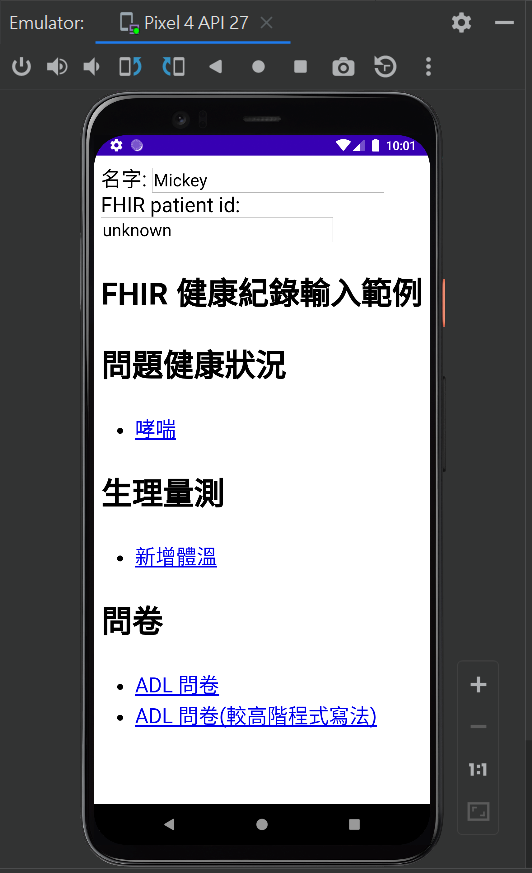 Emulator: Pixel 4 API 27
10:01
名字: Mickey
FHIR patient id:
unknown
FHIR 健康紀錄輸入範例
問題健康狀況
哮喘
生理量測
新增體溫
問卷
ADL 問卷
ADL 問卷(較高階程式寫法)
1:1